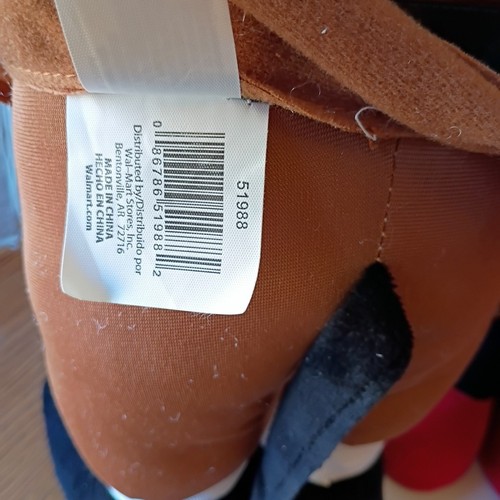 51988
0 86786 51988 2
Distributed by/Distribuido por
Wal-Mart Stores, Inc.
Bentonville, AR 72716
MADE IN CHINA
HECHO EN CHINA
Walmart.com